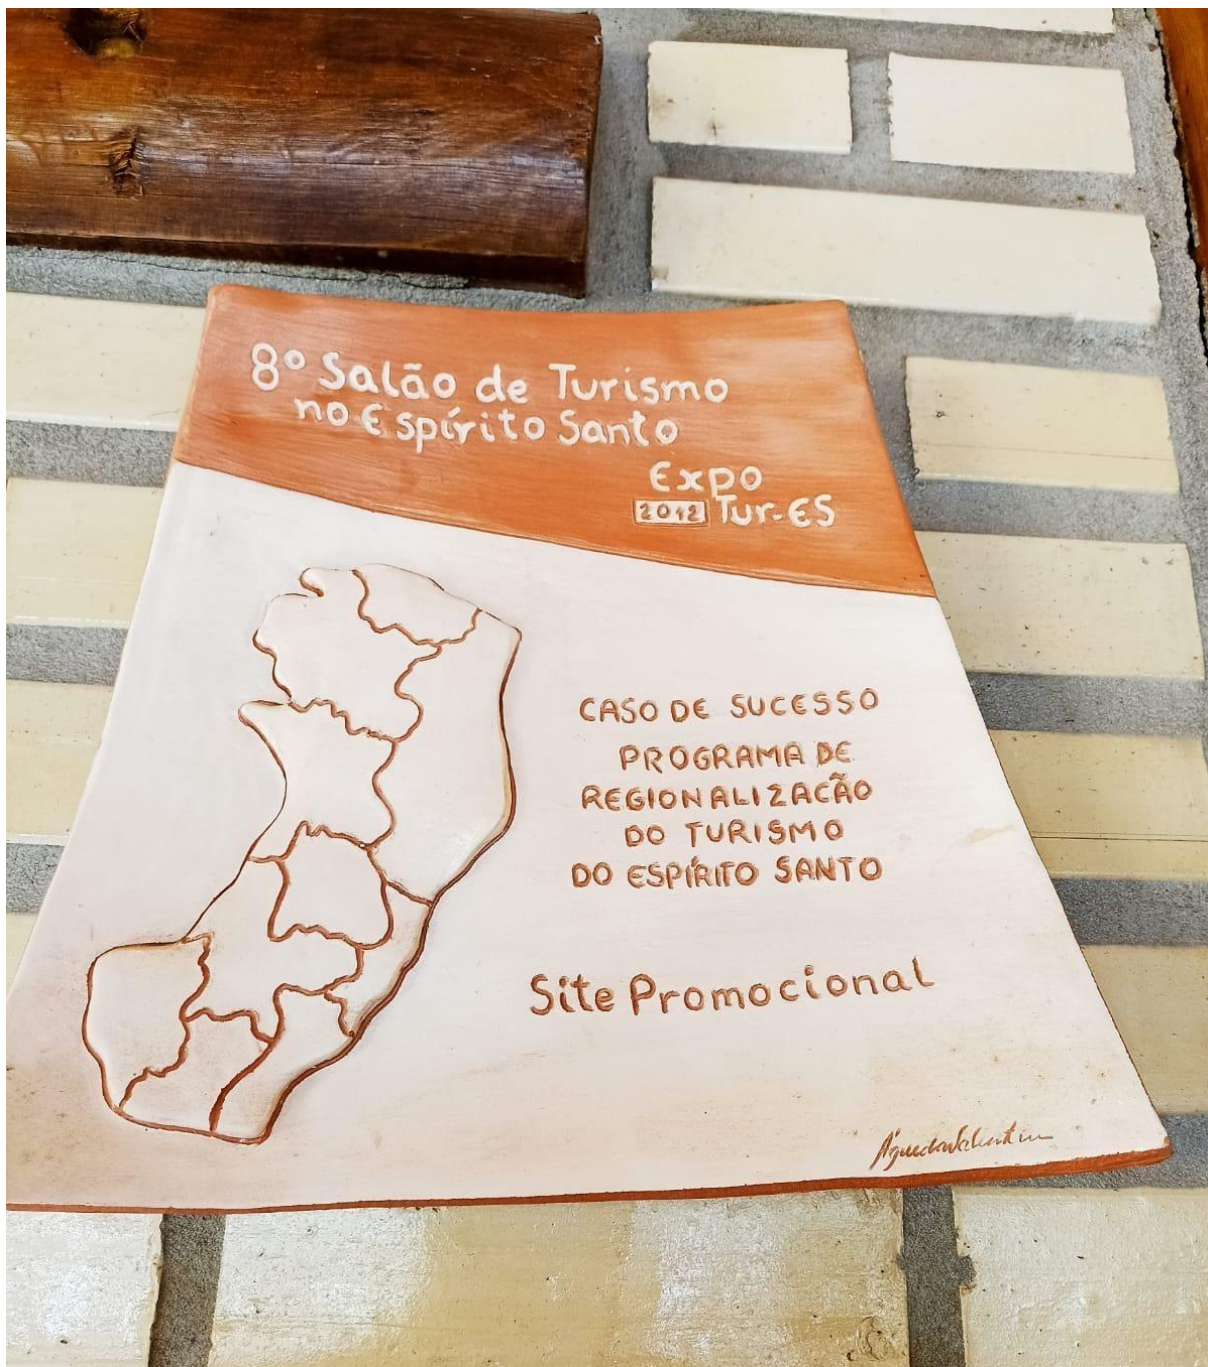 8º Salão de Turismo
no Espírito Santo
Expo
2012 Tur-ES
CASO DE SUCESSO
PROGRAMA DE
REGIONALIZACÃO
DO TURISMO
DO ESPÍRITO SANTO
Site Promocional